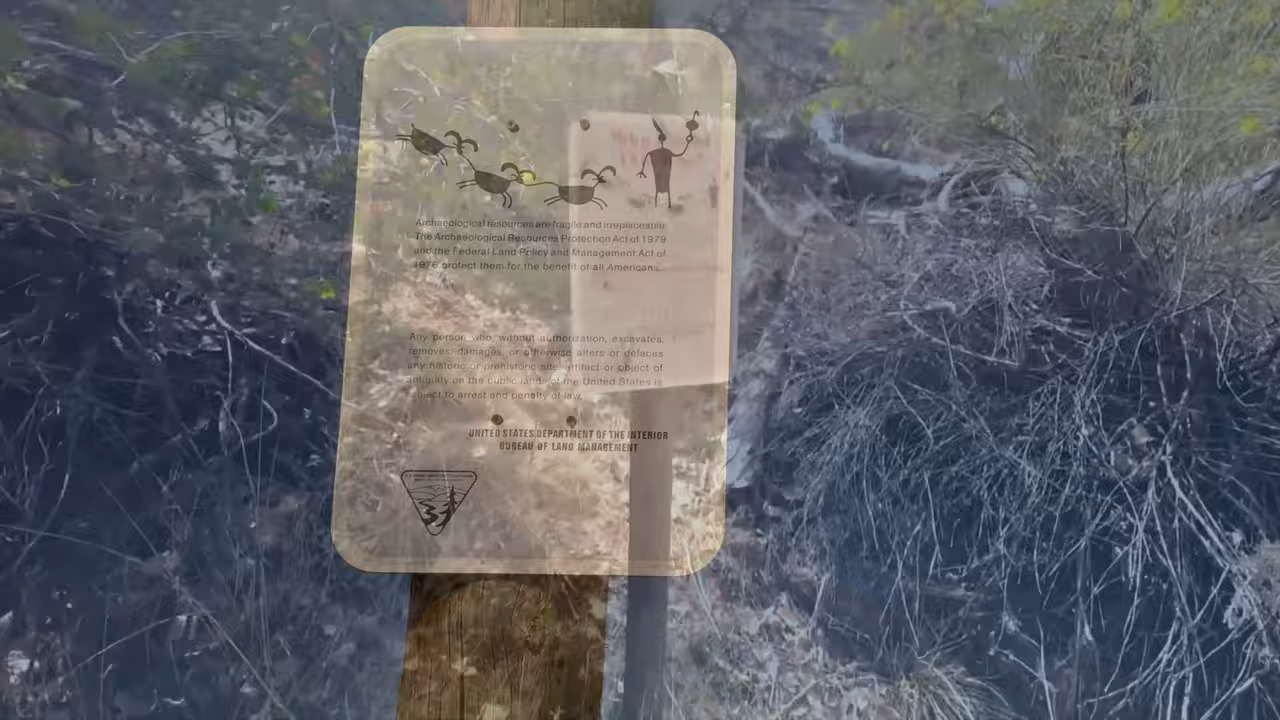 Archaeological resources are fragile and irreplaceable.
The Archaeological Resources Protection Act of 1979
and the Federal Land Policy and Management Act of
1976 protect them for the benefit of all Americans.
Any person who, without authorization, excavates,
removes, damages, or otherwise alters or defaces
any historic or prehistoric site, artifact or object of
antiquity on the public lands of the United States is
subject to arrest and penalty of law.
UNITED STATES DEPARTMENT OF THE INTERIOR
BUREAU OF LAND MANAGEMENT